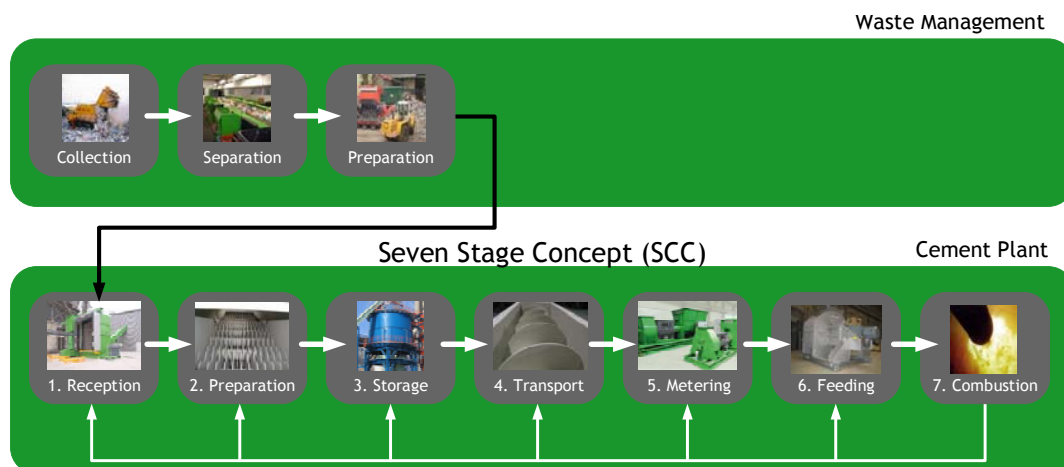 Waste Management
Collection
Separation
Preparation
Seven Stage Concept (SCC)
Cement Plant
1. Reception
2. Preparation
3. Storage
4. Transport
5. Metering
6. Feeding
7. Combustion